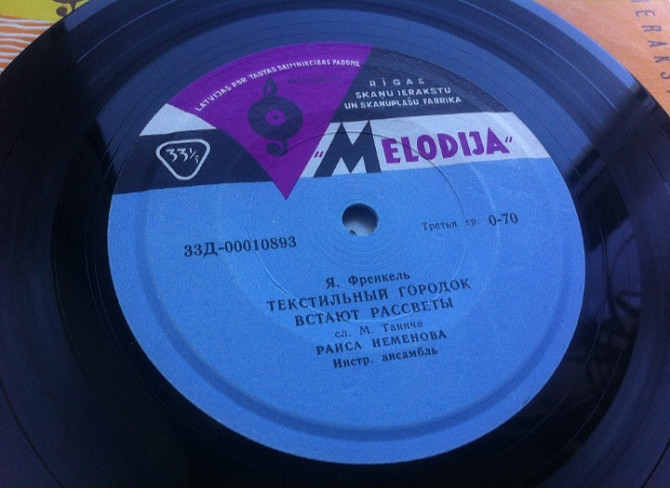 LATVIJAS PSR TAUTAS SAIMNIECĪBAS PADOME
RĪGAS
SKAŅU IERAKSTU
UN SKAŅUPLAŠU FABRIKA
33⅓
"MELODIJA"
33Д-00010893
Третья гр. 0-70
Я. Френкель
ТЕКСТИЛЬНЫЙ ГОРОДОК
ВСТАЮТ РАССВЕТЫ
сл. М. Танича
РАИСА НЕМЕНОВА
Инстр. ансамбль
IERAKS